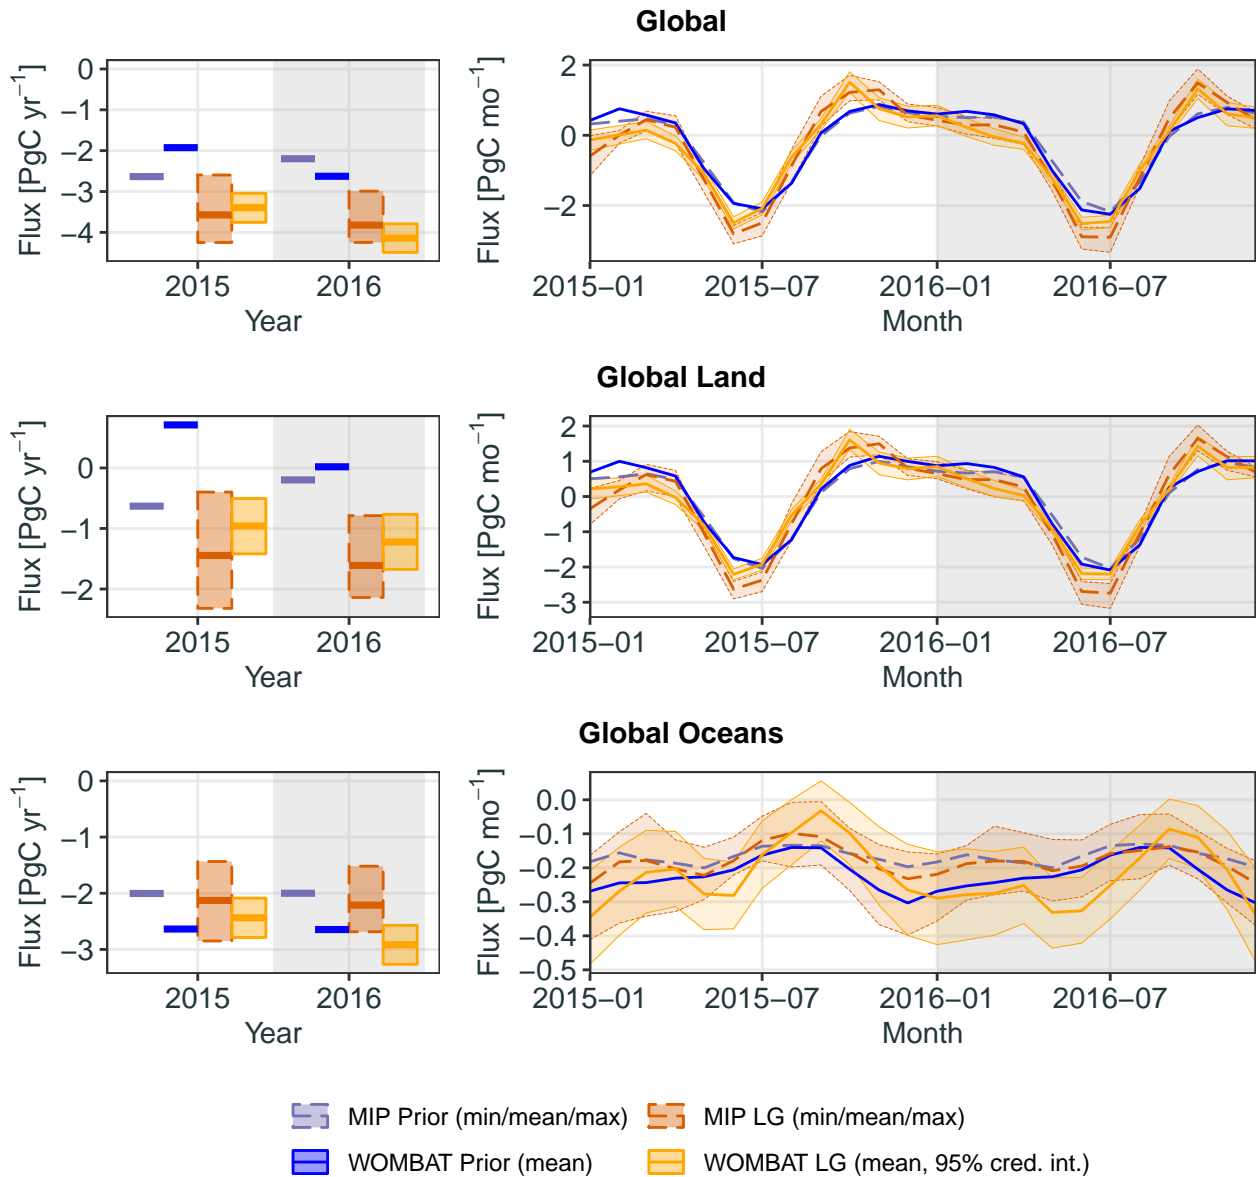 Global
Flux [PgC yr−1]
0
−1
−2
−3
−4
2015
2016
Year
Flux [PgC mo−1]
2
0
−2
2015−01
2015−07
2016−01
2016−07
Month
Global Land
Flux [PgC yr−1]
0
−1
−2
2015
2016
Year
Flux [PgC mo−1]
2
1
0
−1
−2
−3
2015−01
2015−07
2016−01
2016−07
Month
Global Oceans
Flux [PgC yr−1]
0
−1
−2
−3
2015
2016
Year
Flux [PgC mo−1]
0.0
−0.1
−0.2
−0.3
−0.4
−0.5
2015−01
2015−07
2016−01
2016−07
Month
MIP Prior (min/mean/max)
MIP LG (min/mean/max)
WOMBAT Prior (mean)
WOMBAT LG (mean, 95% cred. int.)